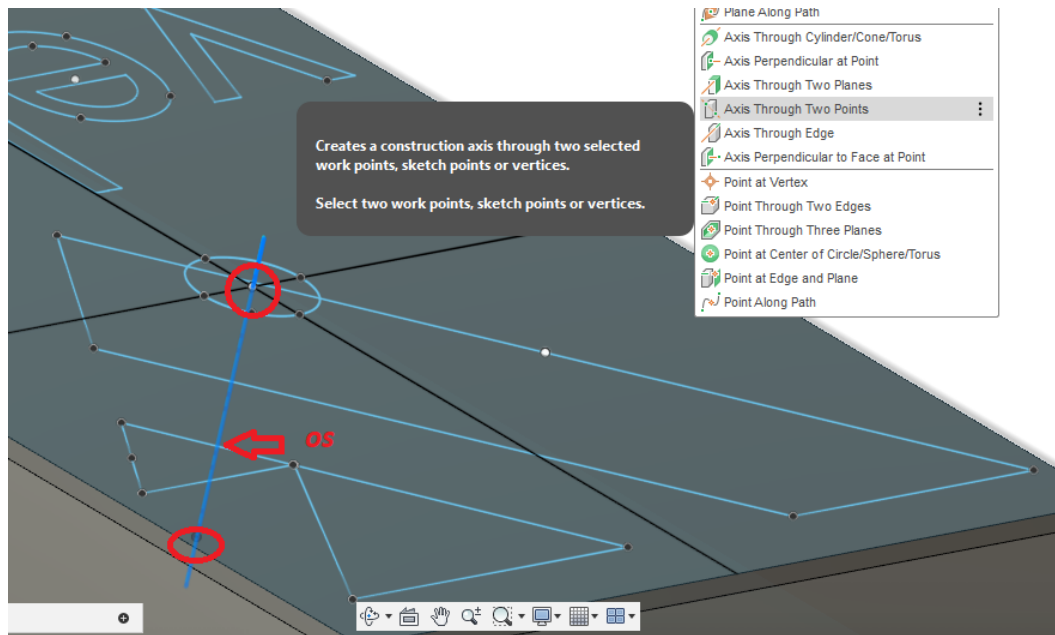 Plane Along Path
Axis Through Cylinder/Cone/Torus
Axis Perpendicular at Point
Axis Through Two Planes
Axis Through Two Points
Axis Through Edge
Axis Perpendicular to Face at Point
Point at Vertex
Point Through Two Edges
Point Through Three Planes
Point at Center of Circle/Sphere/Torus
Point at Edge and Plane
Point Along Path
Creates a construction axis through two selected
work points, sketch points or vertices.
Select two work points, sketch points or vertices.
OS